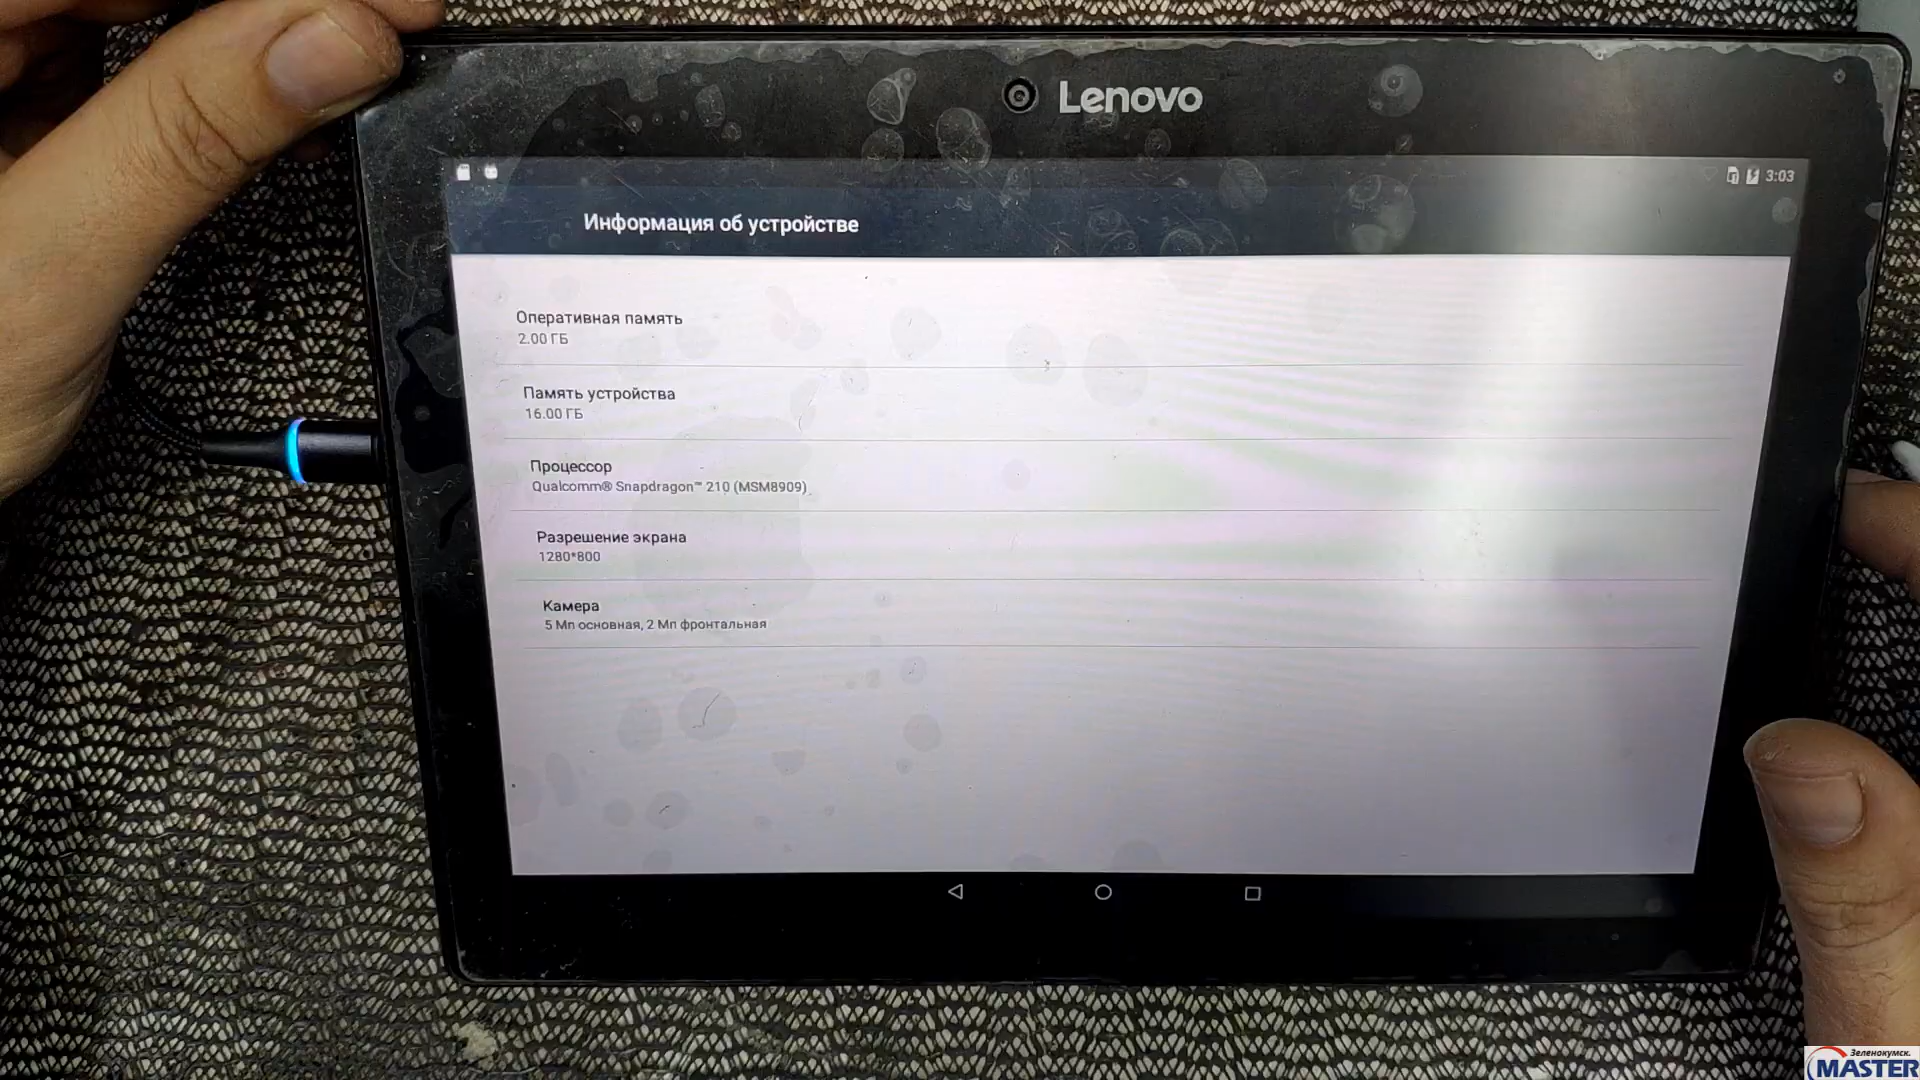 Lenovo
3:03
Информация об устройстве
Оперативная память
2.00 ГБ
Память устройства
16.00 ГБ
Процессор
Qualcomm® Snapdragon™ 210 (MSM8909)
Разрешение экрана
1280*800
Камера
5 Мп основная, 2 Мп фронтальная
Зеленокумск.
MASTER